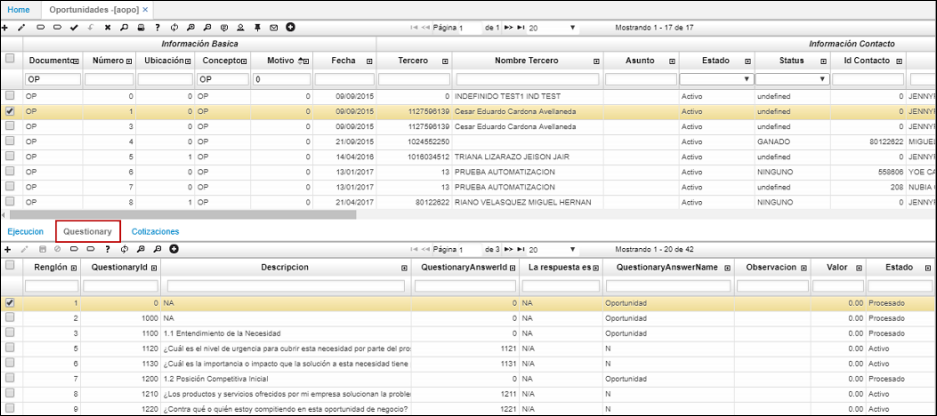 Home Oportunidades -[aopo] ×
Página 1 de 1 20 Mostrando 1 - 17 de 17
Información Basica Información Contacto
Documento Número Ubicación Concepto Motivo Fecha Tercero Nombre Tercero Asunto Estado Status Id Contacto
OP OP 0
OP 0 0 OP 0 09/09/2015 0 INDEFINIDO TEST1 IND TEST Activo undefined 0 JENNYF
OP 1 0 OP 0 09/09/2015 1127596139 Cesar Eduardo Cardona Avellaneda Activo undefined 0 JENNYF
OP 3 0 OP 0 09/09/2015 1127596139 Cesar Eduardo Cardona Avellaneda Activo undefined 0 JENNYF
OP 4 0 OP 0 21/09/2015 1024552250 Activo GANADO 80122622 MIGUEL
OP 5 1 OP 0 14/04/2016 1016034512 TRIANA LIZARAZO JEISON JAIR Activo undefined 0 JENNYF
OP 6 0 OP 0 13/01/2017 13 PRUEBA AUTOMATIZACION Activo NINGUNO 558606 YOE CA
OP 7 0 OP 0 13/01/2017 13 PRUEBA AUTOMATIZACION Activo undefined 208 NUBIA
OP 8 1 OP 0 21/04/2017 80122622 RIANO VELASQUEZ MIGUEL HERNAN Activo NINGUNO 0 JENNYF
Ejecucion Questionary Cotizaciones
Página 1 de 3 20 Mostrando 1 - 20 de 42
Renglón QuestionaryId Descripcion QuestionaryAnswerId La respuesta es QuestionaryAnswerName Observacion Valor Estado
1 0 NA 0 NA Oportunidad 0.00 Procesado
2 1000 NA 0 NA Oportunidad 0.00 Procesado
3 1100 1.1 Entendimiento de la Necesidad 0 NA Oportunidad 0.00 Procesado
5 1120 ¿Cuál es el nivel de urgencia para cubrir esta necesidad por parte del pro 1121 N/A N 0.00 Activo
6 1130 ¿Cuál es la importancia o impacto que la solución a esta necesidad tiene 1131 N/A N 0.00 Activo
7 1200 1.2 Posición Competitiva Inicial 0 NA Oportunidad 0.00 Procesado
8 1210 ¿Los productos y servicios ofrecidos por mi empresa solucionan la proble 1211 N/A N 0.00 Activo
9 1220 ¿Contra qué o quién estoy compitiendo en esta oportunidad de negocio? 1221 N/A N 0.00 Activo